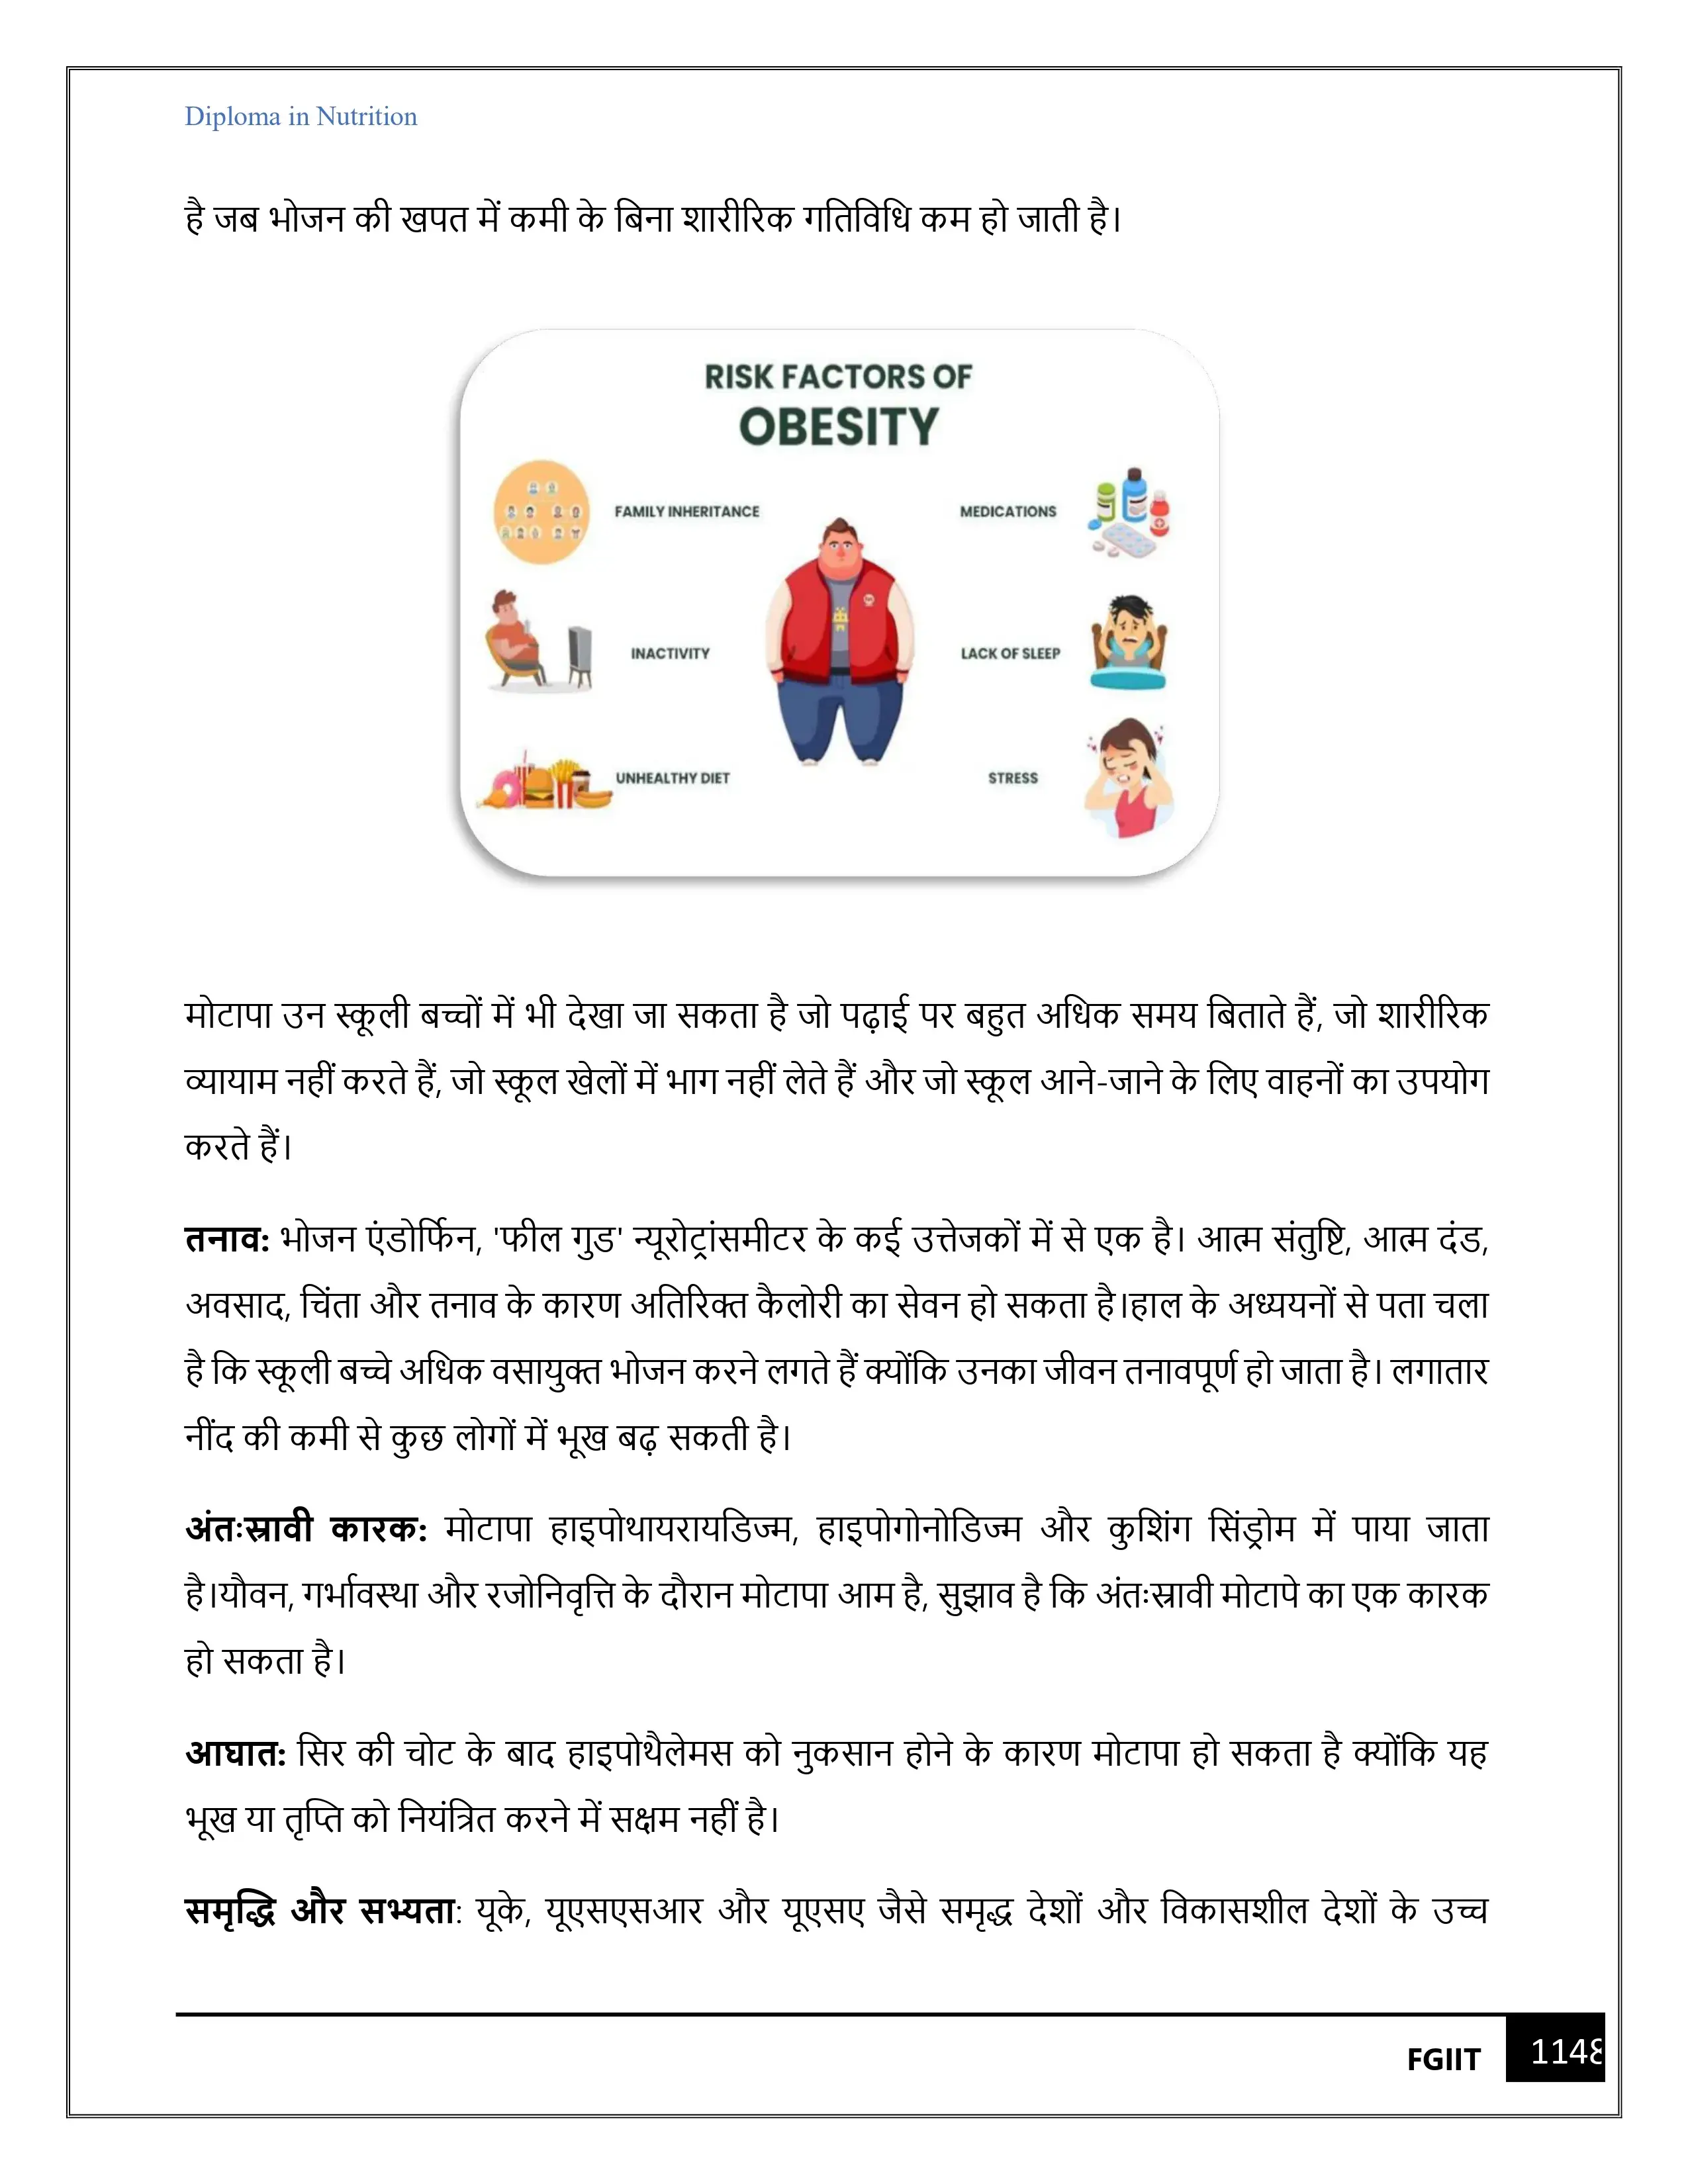 Diploma in Nutrition
है जब भोजन की खपत में कमी के बिना शारीरिक गतिविधि कम हो जाती है।
RISK FACTORS OF
OBESITY
FAMILY INHERITANCE
MEDICATIONS
INACTIVITY
LACK OF SLEEP
UNHEALTHY DIET
STRESS
मोटापा उन स्कूली बच्चों में भी देखा जा सकता है जो पढ़ाई पर बहुत अधिक समय बिताते हैं, जो शारीरिक
व्यायाम नहीं करते हैं, जो स्कूल खेलों में भाग नहीं लेते हैं और जो स्कूल आने-जाने के लिए वाहनों का उपयोग
करते हैं।
तनाव: भोजन एंडोर्फिन, 'फील गुड' न्यूरोट्रांसमीटर के कई उत्तेजकों में से एक है। आत्म संतुष्टि, आत्म दंड,
अवसाद, चिंता और तनाव के कारण अतिरिक्त कैलोरी का सेवन हो सकता है।हाल के अध्ययनों से पता चला
है कि स्कूली बच्चे अधिक वसायुक्त भोजन करने लगते हैं क्योंकि उनका जीवन तनावपूर्ण हो जाता है। लगातार
नींद की कमी से कुछ लोगों में भूख बढ़ सकती है।
अंतःस्रावी कारक: मोटापा हाइपोथायरायडिज्म, हाइपोगोनोडिज्म और कुशिंग सिंड्रोम में पाया जाता
है।यौवन, गर्भावस्था और रजोनिवृत्ति के दौरान मोटापा आम है, सुझाव है कि अंतःस्रावी मोटापे का एक कारक
हो सकता है।
आघात: सिर की चोट के बाद हाइपोथैलेमस को नुकसान होने के कारण मोटापा हो सकता है क्योंकि यह
भूख या तृप्ति को नियंत्रित करने में सक्षम नहीं है।
समृद्धि और सभ्यता: यूके, यूएसएसआर और यूएसए जैसे समृद्ध देशों और विकासशील देशों के उच्च
FGIIT
1148